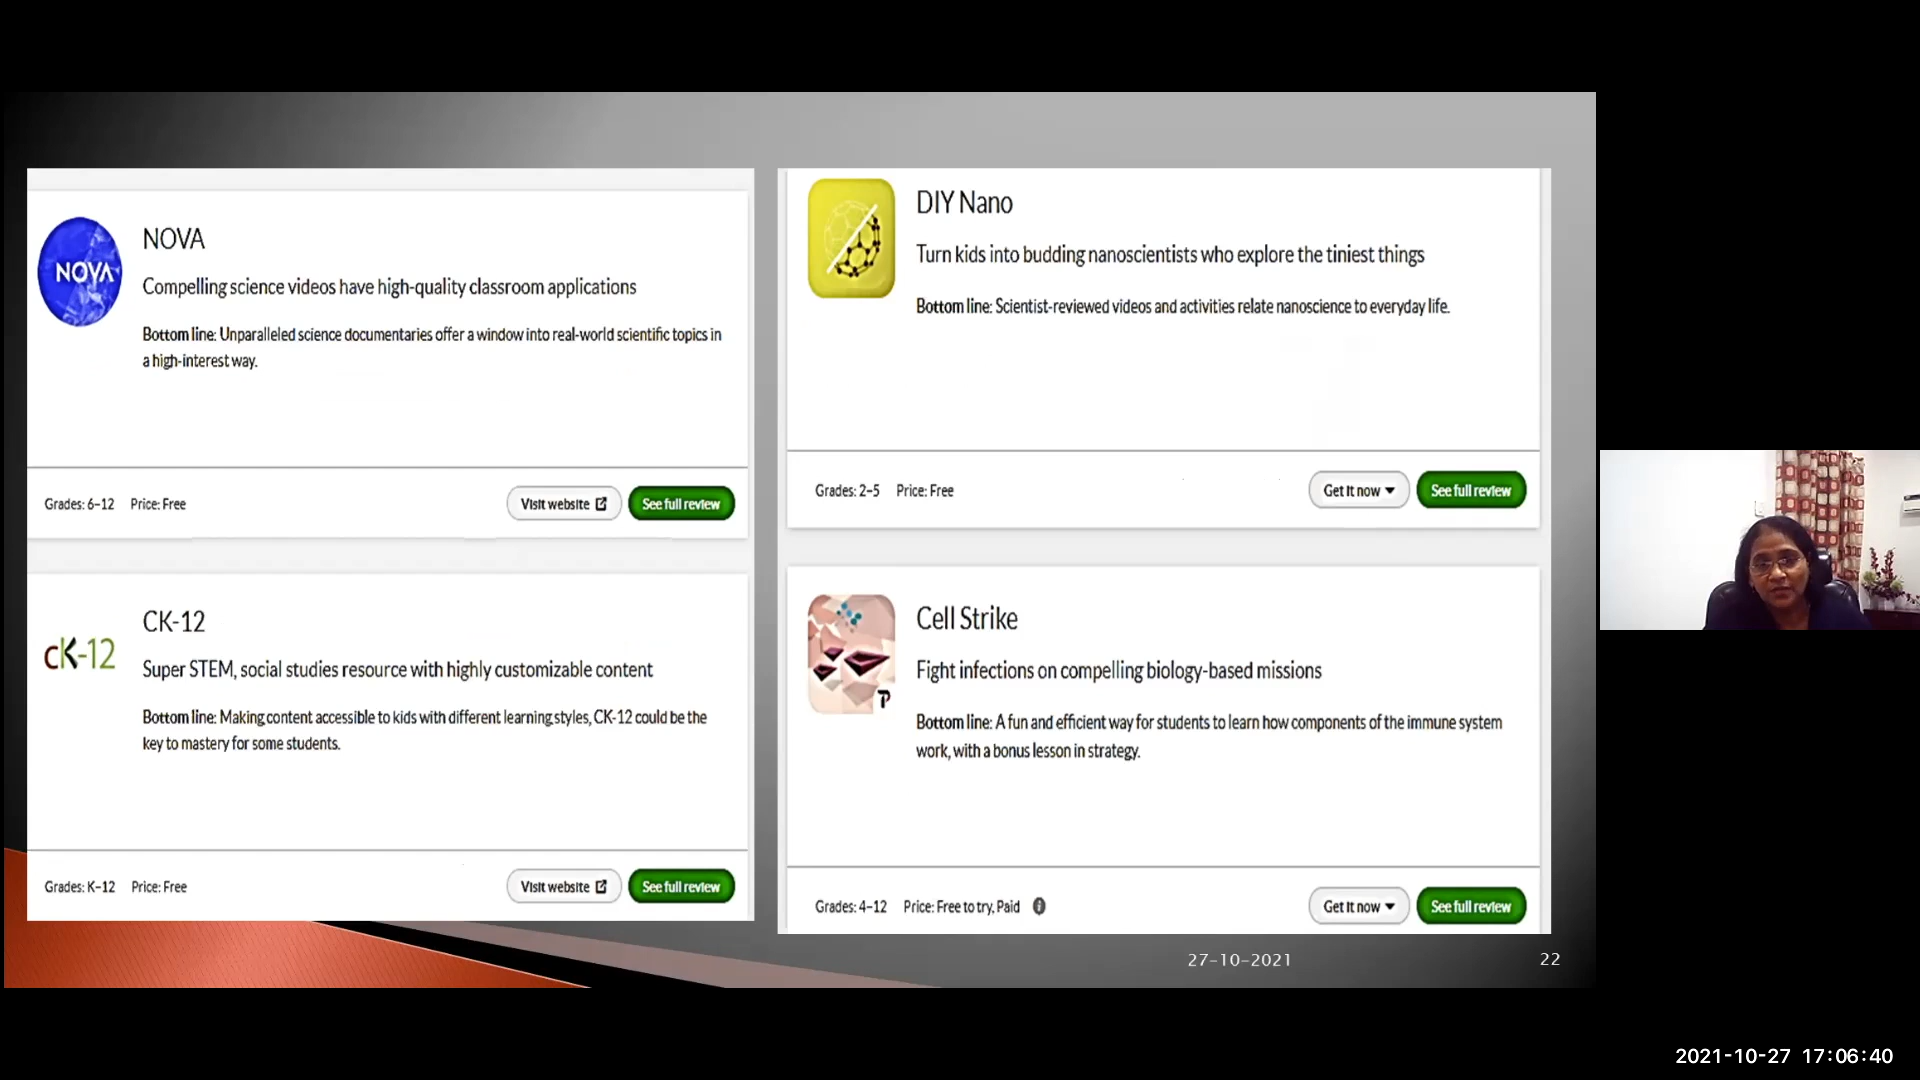 NOVA
NOVA
Compelling science videos have high-quality classroom applications
Bottom line: Unparalleled science documentaries offer a window into real-world scientific topics in
a high-interest way.
Grades: 6–12 Price: Free
Visit website
See full review
cK-12
CK-12
Super STEM, social studies resource with highly customizable content
Bottom line: Making content accessible to kids with different learning styles, CK-12 could be the
key to mastery for some students.
Grades: K–12 Price: Free
Visit website
See full review
DIY Nano
Turn kids into budding nanoscientists who explore the tiniest things
Bottom line: Scientist-reviewed videos and activities relate nanoscience to everyday life.
Grades: 2–5 Price: Free
Get it now
See full review
Cell Strike
Fight infections on compelling biology-based missions
Bottom line: A fun and efficient way for students to learn how components of the immune system
work, with a bonus lesson in strategy.
Grades: 4–12 Price: Free to try, Paid
Get it now
See full review
27-10-2021
22
2021-10-27 17:06:40